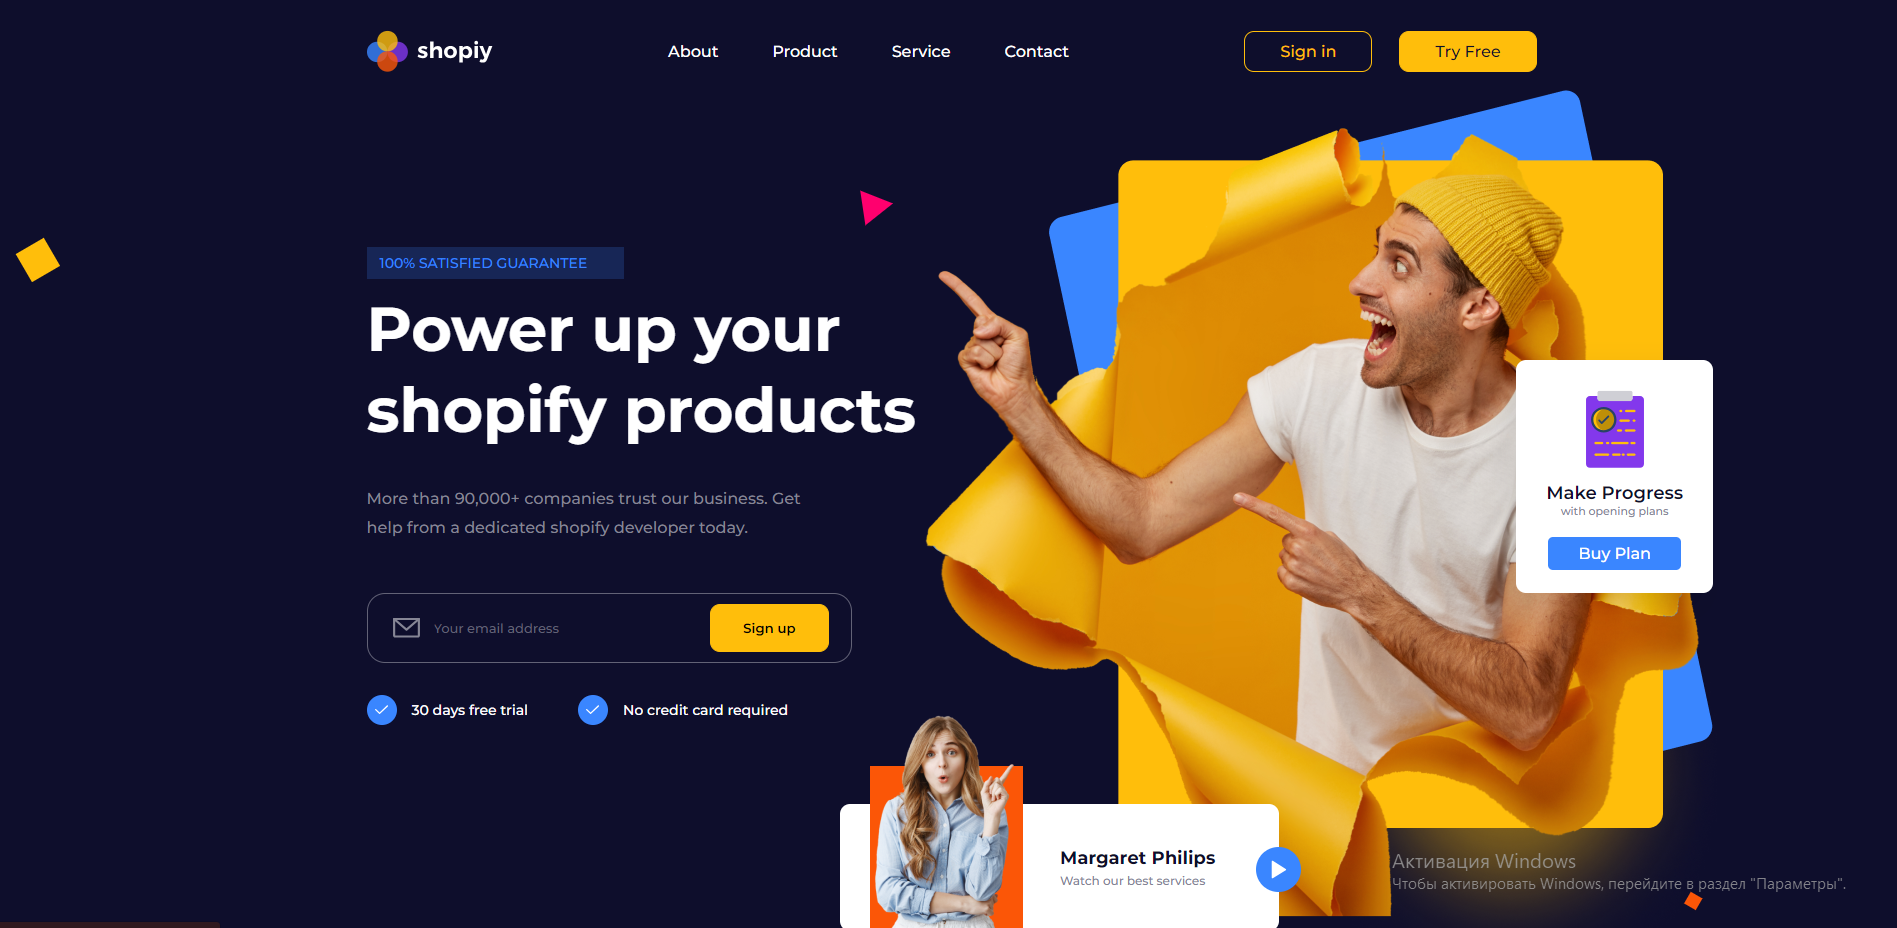 shopiy
About
Product
Service
Contact
Sign in
Try Free
100% SATISFIED GUARANTEE
Power up your
shopify products
More than 90,000+ companies trust our business. Get
help from a dedicated shopify developer today.
Your email address
Sign up
30 days free trial
No credit card required
Make Progress
with opening plans
Buy Plan
Margaret Philips
Watch our best services
Активация Windows
Чтобы активировать Windows, перейдите в раздел "Параметры".